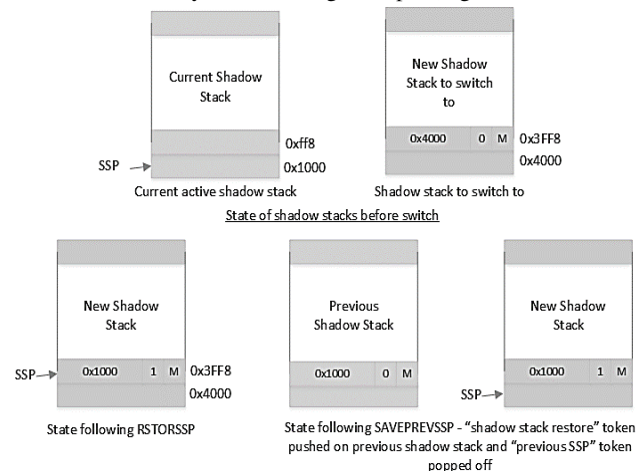 Current Shadow
Stack
0xff8
SSP
0x1000
Current active shadow stack
New Shadow
Stack to switch
to
0x4000 0 M 0x3FF8
0x4000
Shadow stack to switch to
State of shadow stacks before switch
New Shadow
Stack
SSP 0x1000 1 M 0x3FF8
0x4000
State following RSTORSSP
Previous
Shadow Stack
0x1000 0 M
New Shadow
Stack
0x1000 1 M
SSP
State following SAVEPREVSSP - “shadow stack restore” token
pushed on previous shadow stack and “previous SSP” token
popped off